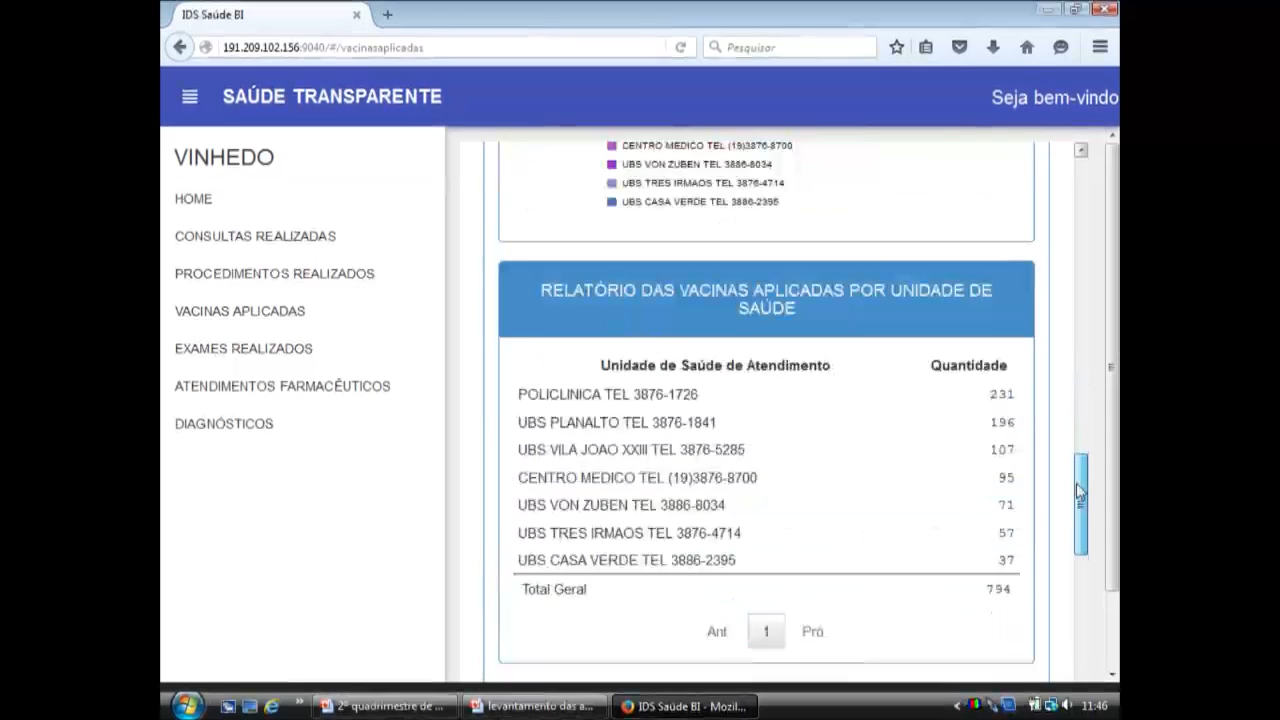 IDS Saúde BI
191.209.102.156:9040/#/vacinasaplicadas
Pesquisar
SAÚDE TRANSPARENTE
Seja bem-vindo
VINHEDO
HOME
CONSULTAS REALIZADAS
PROCEDIMENTOS REALIZADOS
VACINAS APLICADAS
EXAMES REALIZADOS
ATENDIMENTOS FARMACÊUTICOS
DIAGNÓSTICOS
CENTRO MEDICO TEL (19)3876-8700
UBS VON ZUBEN TEL 3886-8034
UBS TRES IRMAOS TEL 3876-4714
UBS CASA VERDE TEL 3886-2395
RELATÓRIO DAS VACINAS APLICADAS POR UNIDADE DE
SAÚDE
Unidade de Saúde de Atendimento Quantidade
POLICLINICA TEL 3876-1726 231
UBS PLANALTO TEL 3876-1841 196
UBS VILA JOAO XXIII TEL 3876-5285 107
CENTRO MEDICO TEL (19)3876-8700 95
UBS VON ZUBEN TEL 3886-8034 71
UBS TRES IRMAOS TEL 3876-4714 57
UBS CASA VERDE TEL 3886-2395 37
Total Geral 794
Ant 1 Pró
2º quadrimestre de ... levantamento das a... IDS Saúde BI - Mozil... 11:46